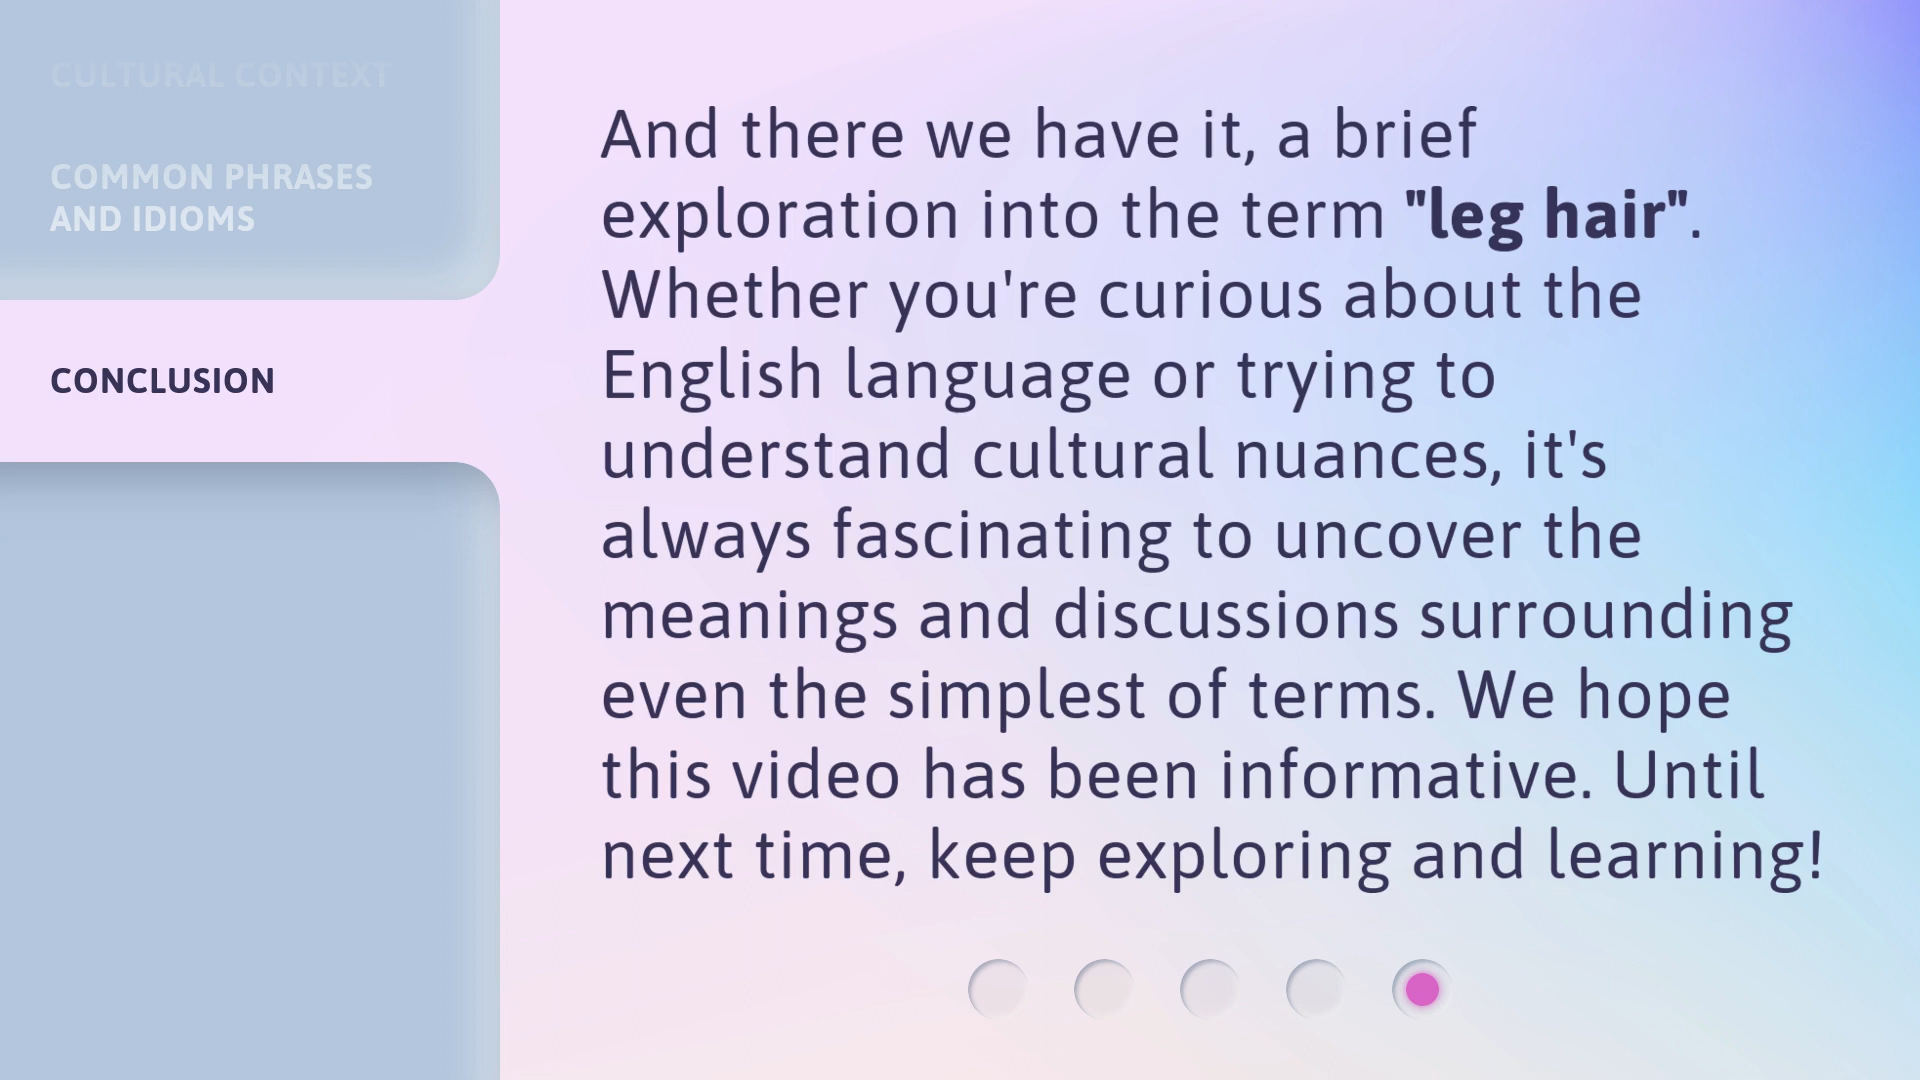 CULTURAL CONTEXT
COMMON PHRASES
AND IDIOMS
CONCLUSION
And there we have it, a brief
exploration into the term "leg hair".
Whether you're curious about the
English language or trying to
understand cultural nuances, it's
always fascinating to uncover the
meanings and discussions surrounding
even the simplest of terms. We hope
this video has been informative. Until
next time, keep exploring and learning!